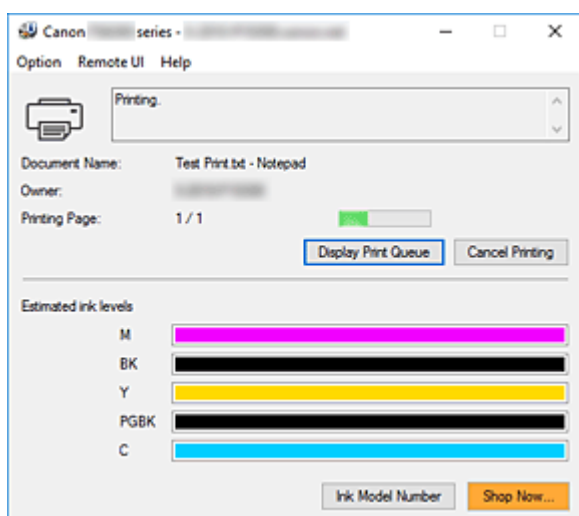 Canon series -
Option Remote UI Help
Printing.
Document Name: Test Print.txt - Notepad
Owner:
Printing Page: 1 / 1
Display Print Queue Cancel Printing
Estimated ink levels
M
BK
Y
PGBK
C
Ink Model Number Shop Now...